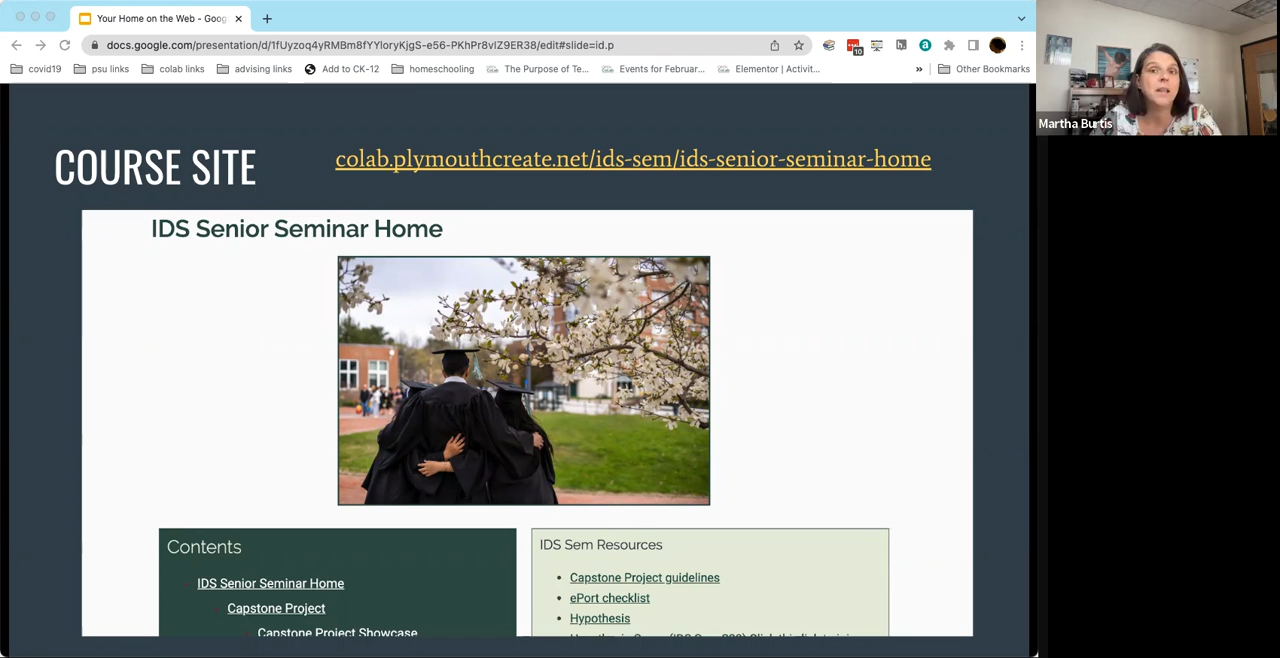 Your Home on the Web - Goog
docs.google.com/presentation/d/1fUyzoq4yRMBm8fYYloryKjgS-e56-PKhPr8vIZ9ER38/edit#slide=id.p
10
covid19 psu links colab links advising links Add to CK-12 homeschooling The Purpose of Te... Events for Februar... Elementor | Activit... » Other Bookmarks
Martha Burtis
COURSE SITE
colab.plymouthcreate.net/ids-sem/ids-senior-seminar-home
IDS Senior Seminar Home
Contents
IDS Senior Seminar Home
Capstone Project
Capstone Project Showcase
IDS Sem Resources
• Capstone Project guidelines
• ePort checklist
• Hypothesis